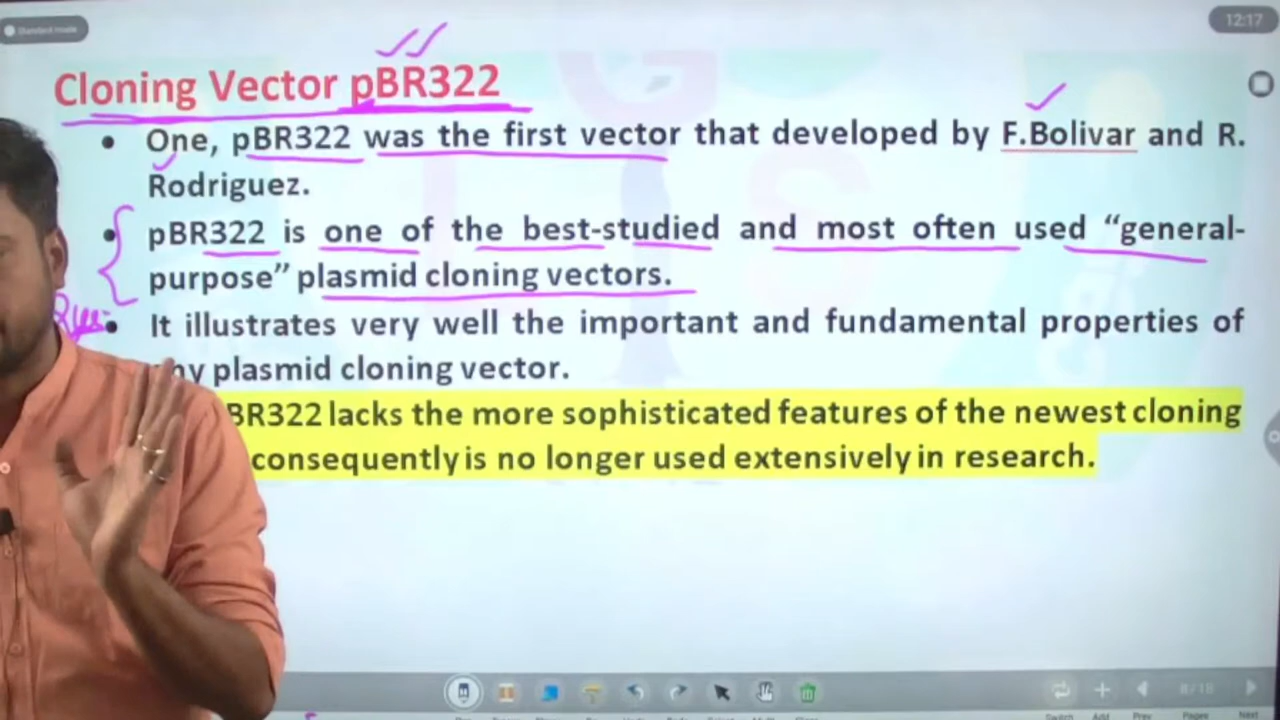 12:17
Cloning Vector pBR322
• One, pBR322 was the first vector that developed by F.Bolivar and R.
Rodriguez.
• pBR322 is one of the best-studied and most often used “general-
purpose” plasmid cloning vectors.
• It illustrates very well the important and fundamental properties of
plasmid cloning vector.
BR322 lacks the more sophisticated features of the newest cloning
consequently is no longer used extensively in research.
8/18